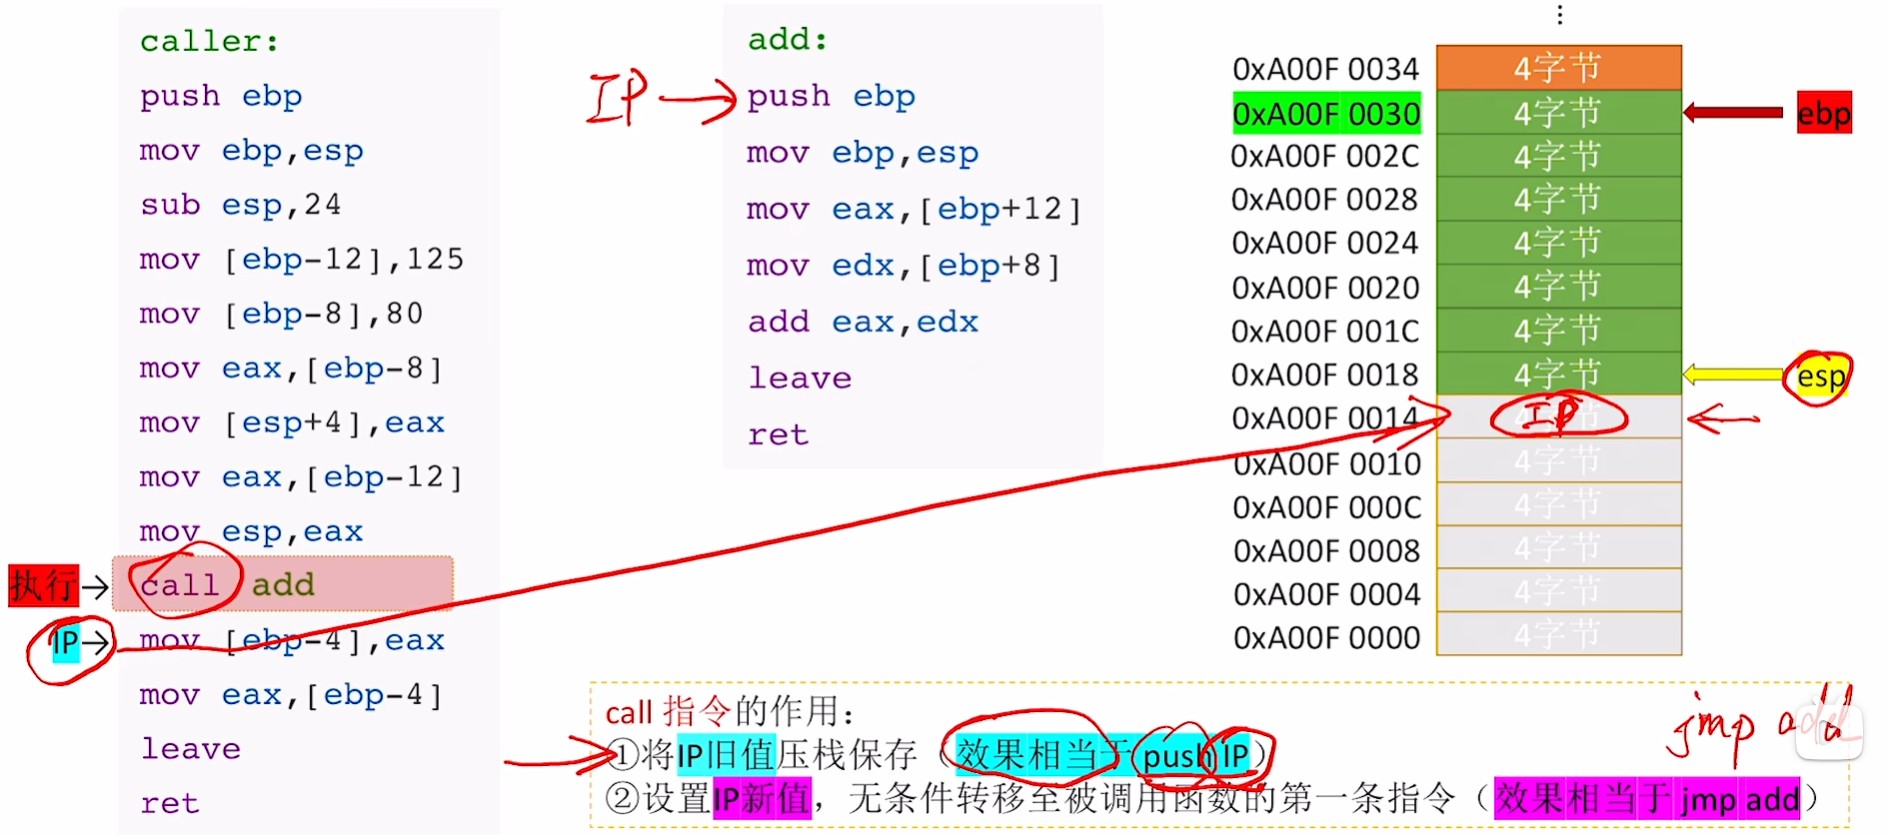 caller:
push ebp
mov ebp,esp
sub esp,24
mov [ebp-12],125
mov [ebp-8],80
mov eax,[ebp-8]
mov [esp+4],eax
mov eax,[ebp-12]
mov esp,eax
执行→ call add
IP→ mov [ebp-4],eax
mov eax,[ebp-4]
leave
ret
add:
IP push ebp
mov ebp,esp
mov eax,[ebp+12]
mov edx,[ebp+8]
add eax,edx
leave
ret
⋮
0xA00F 0034 4字节
0xA00F 0030 4字节 ebp
0xA00F 002C 4字节
0xA00F 0028 4字节
0xA00F 0024 4字节
0xA00F 0020 4字节
0xA00F 001C 4字节
0xA00F 0018 4字节 esp
0xA00F 0014 IP
0xA00F 0010 4字节
0xA00F 000C 4字节
0xA00F 0008 4字节
0xA00F 0004 4字节
0xA00F 0000 4字节
call 指令的作用：
①将IP旧值压栈保存（效果相当于 push IP）
②设置IP新值，无条件转移至被调用函数的第一条指令（效果相当于 jmp add）
jmp add